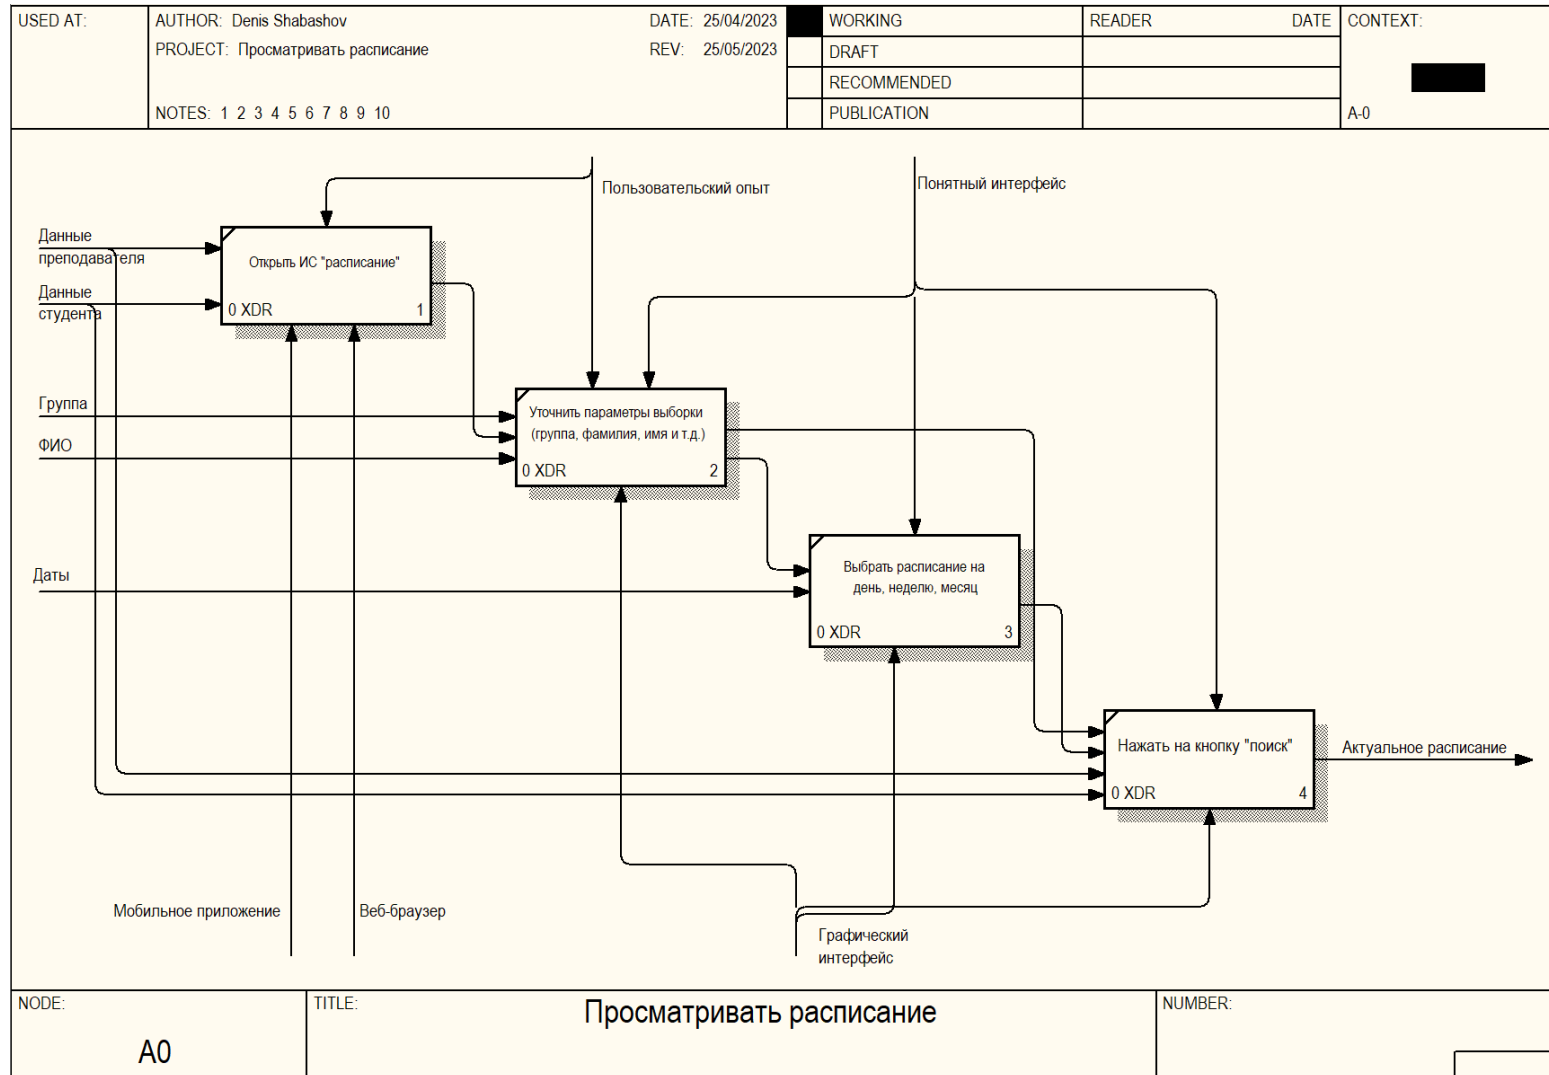 USED AT:
AUTHOR: Denis Shabashov
DATE: 25/04/2023
WORKING
READER
DATE
CONTEXT:
PROJECT: Просматривать расписание
REV: 25/05/2023
DRAFT
RECOMMENDED
NOTES: 1 2 3 4 5 6 7 8 9 10
PUBLICATION
A-0
Пользовательский опыт
Понятный интерфейс
Данные
преподавателя
Открыть ИС "расписание"
0 XDR
1
Данные
студента
Группа
ФИО
Уточнить параметры выборки
(группа, фамилия, имя и т.д.)
0 XDR
2
Даты
Выбрать расписание на
день, неделю, месяц
0 XDR
3
Нажать на кнопку "поиск"
0 XDR
4
Актуальное расписание
Мобильное приложение
Веб-браузер
Графический
интерфейс
NODE:
A0
TITLE:
Просматривать расписание
NUMBER: